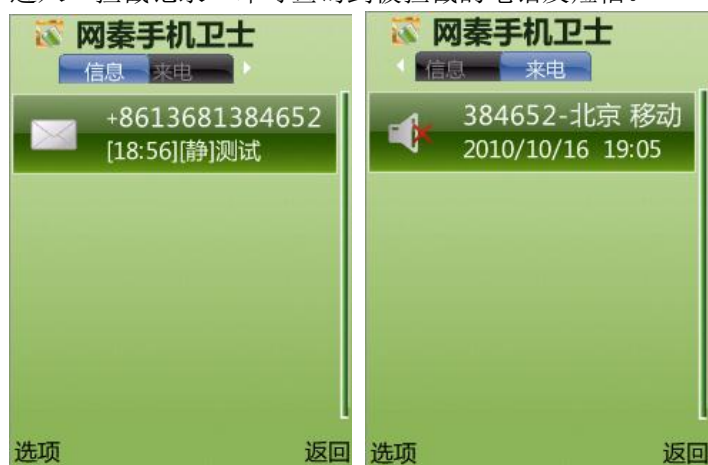 网秦手机卫士
信息 来电
+8613681384652
[18:56][静]测试
选项 返回
网秦手机卫士
信息 来电
384652-北京 移动
2010/10/16 19:05
选项 返回